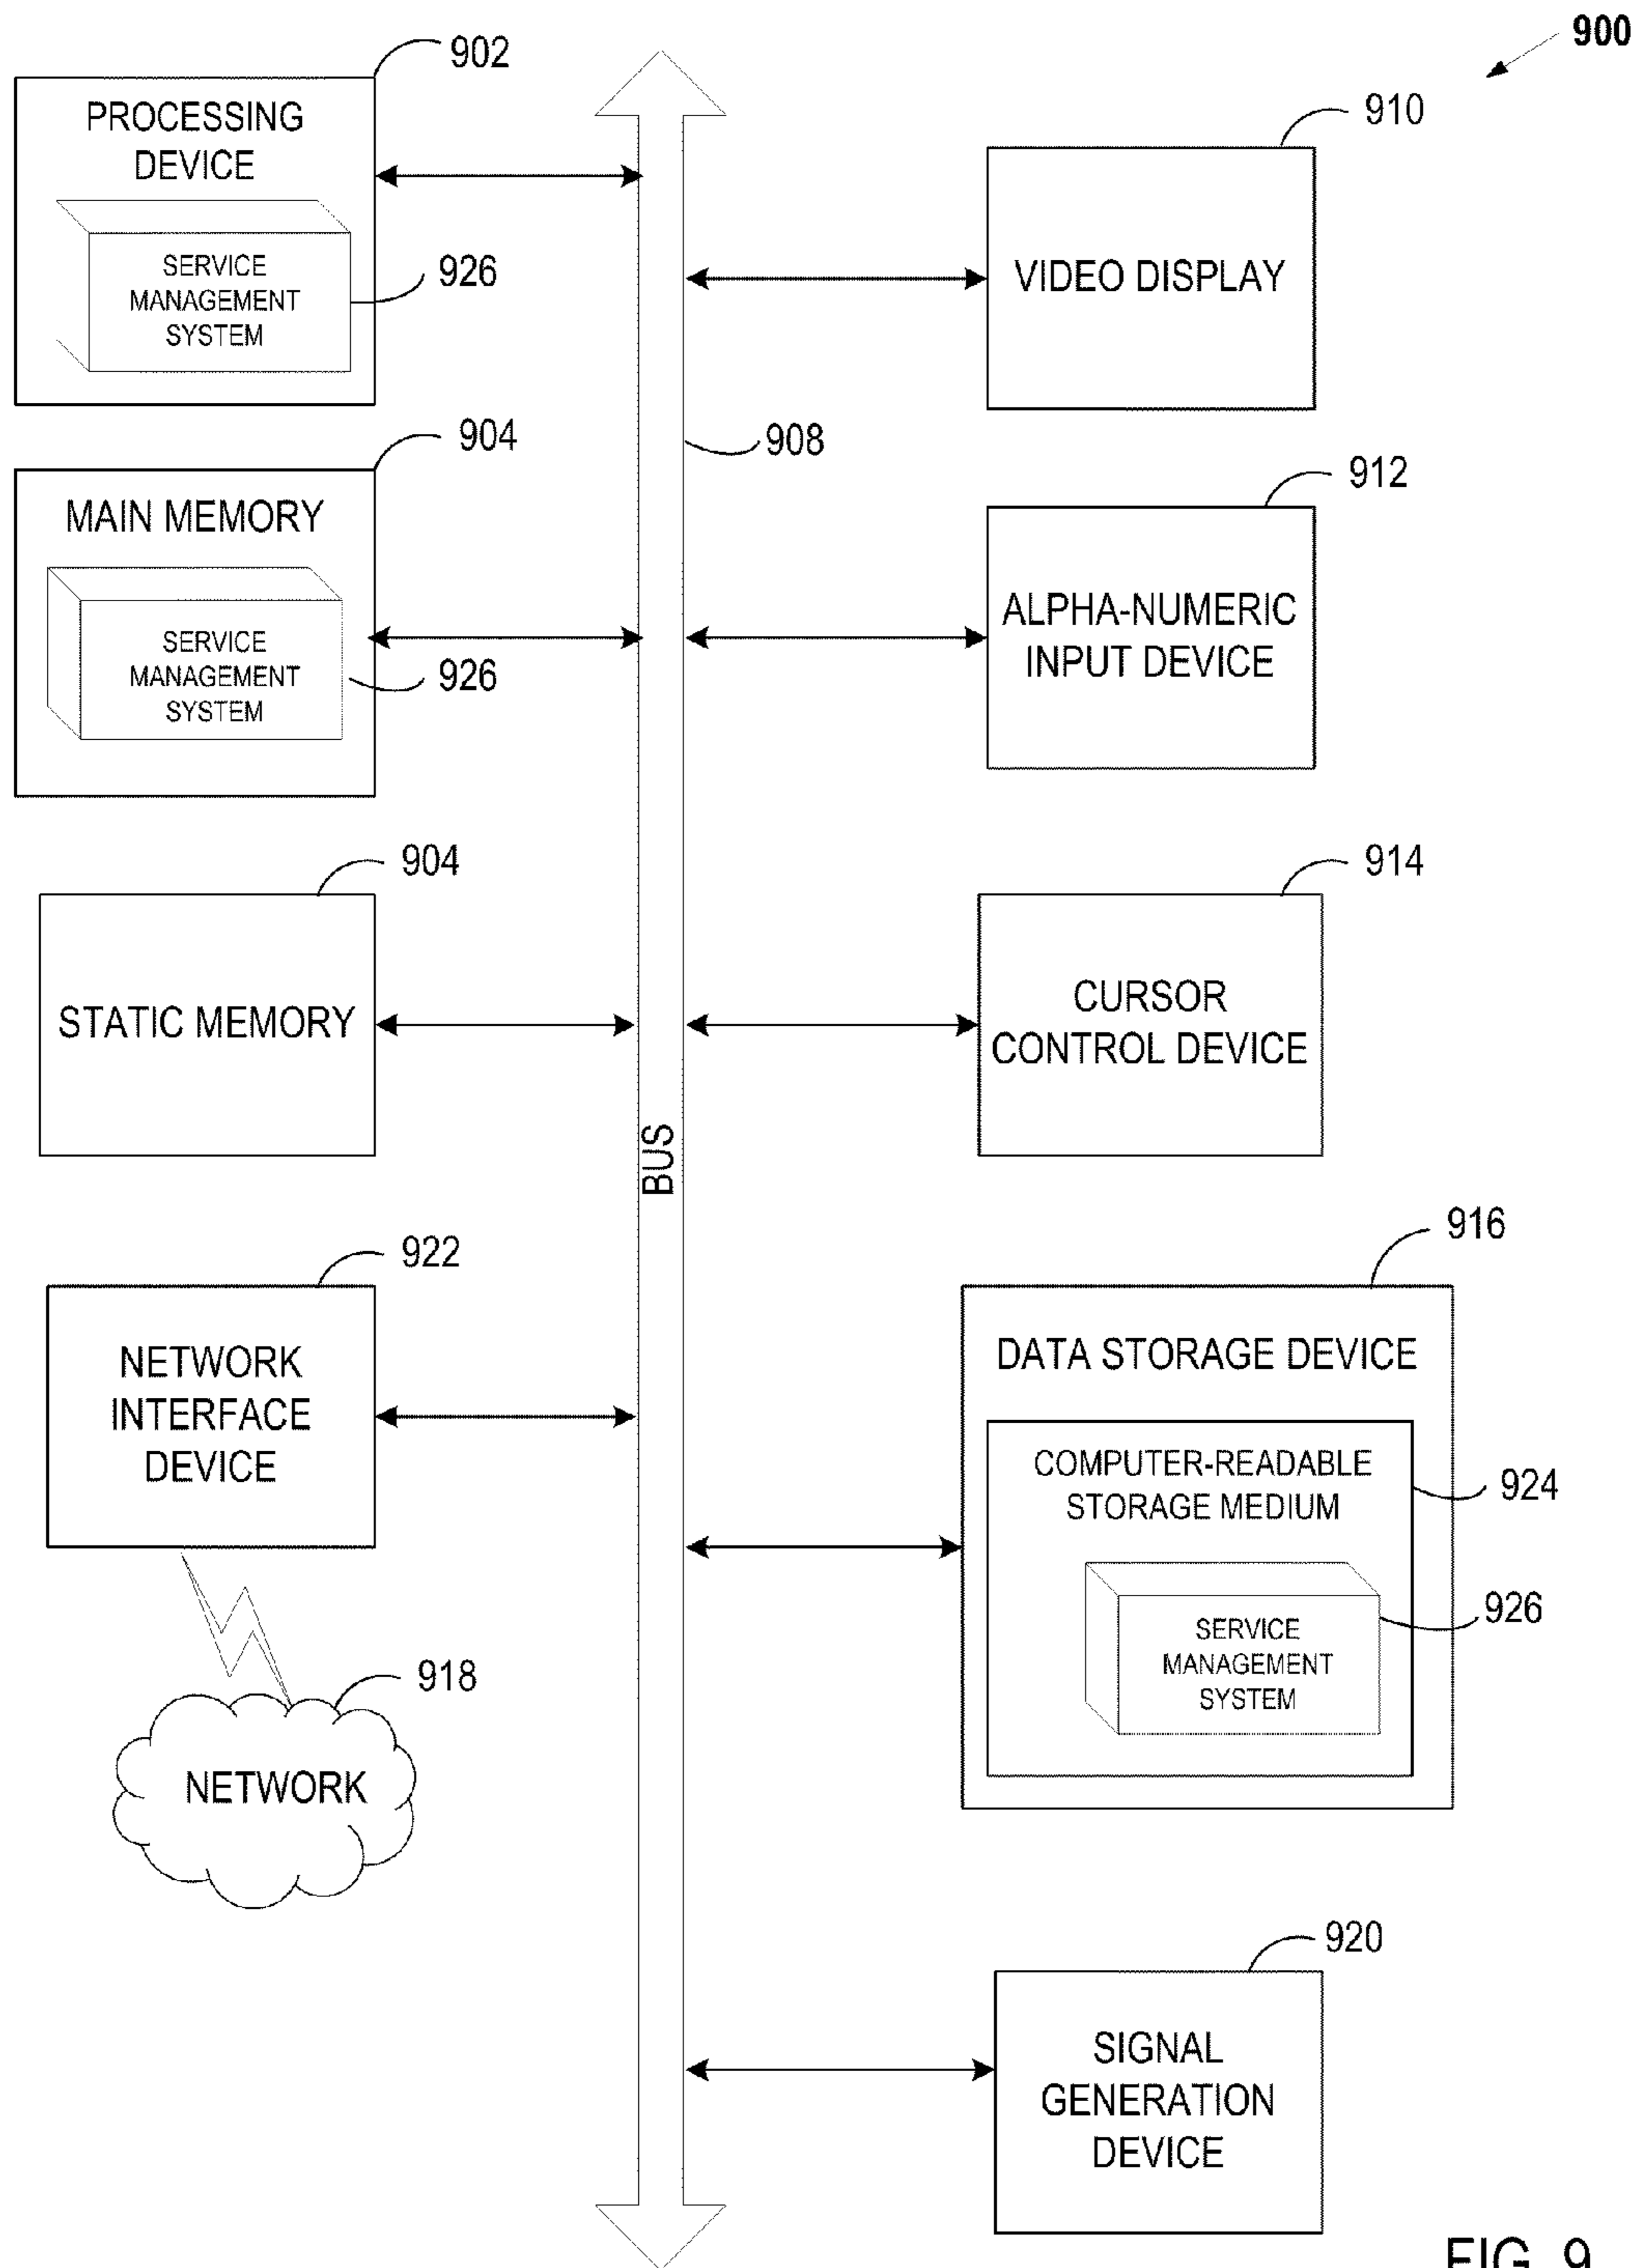 900
902
PROCESSING
DEVICE
SERVICE
MANAGEMENT
SYSTEM
926
904
MAIN MEMORY
SERVICE
MANAGEMENT
SYSTEM
926
904
STATIC MEMORY
922
NETWORK
INTERFACE
DEVICE
918
NETWORK
908
BUS
910
VIDEO DISPLAY
912
ALPHA-NUMERIC
INPUT DEVICE
914
CURSOR
CONTROL DEVICE
916
DATA STORAGE DEVICE
COMPUTER-READABLE
STORAGE MEDIUM
924
SERVICE
MANAGEMENT
SYSTEM
926
920
SIGNAL
GENERATION
DEVICE
FIG. 9